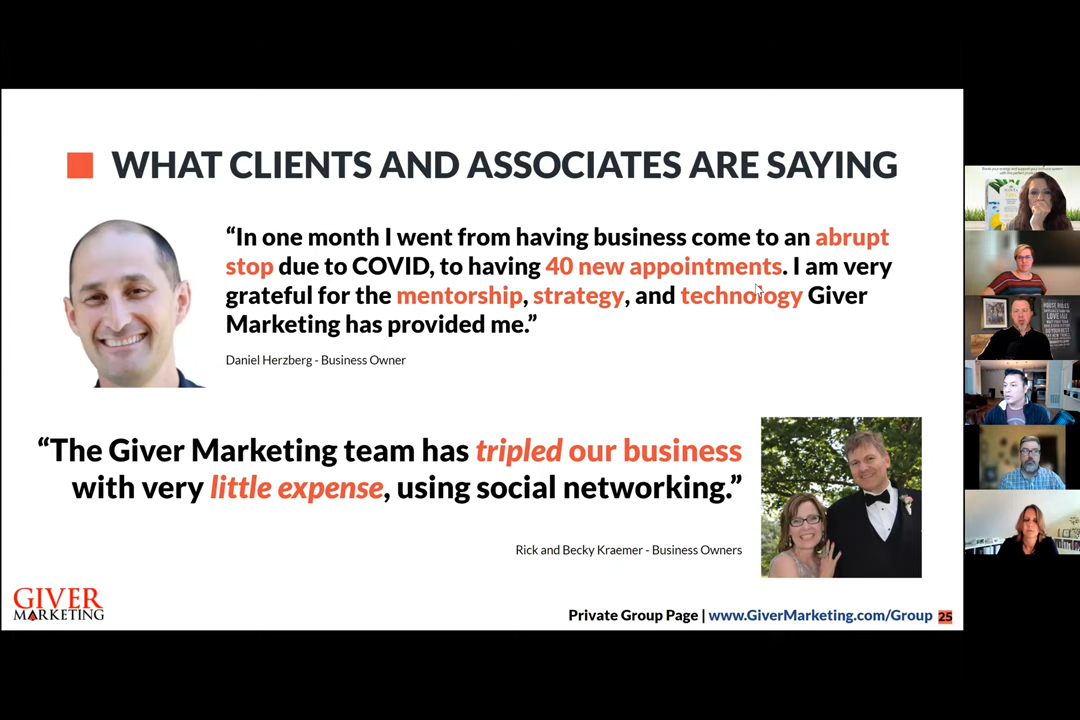 WHAT CLIENTS AND ASSOCIATES ARE SAYING
“In one month I went from having business come to an abrupt
stop due to COVID, to having 40 new appointments. I am very
grateful for the mentorship, strategy, and technology Giver
Marketing has provided me.”
Daniel Herzberg - Business Owner
“The Giver Marketing team has tripled our business
with very little expense, using social networking.”
Rick and Becky Kraemer - Business Owners
GIVER
MARKETING
Private Group Page | www.GiverMarketing.com/Group 25
HOUSE RULES